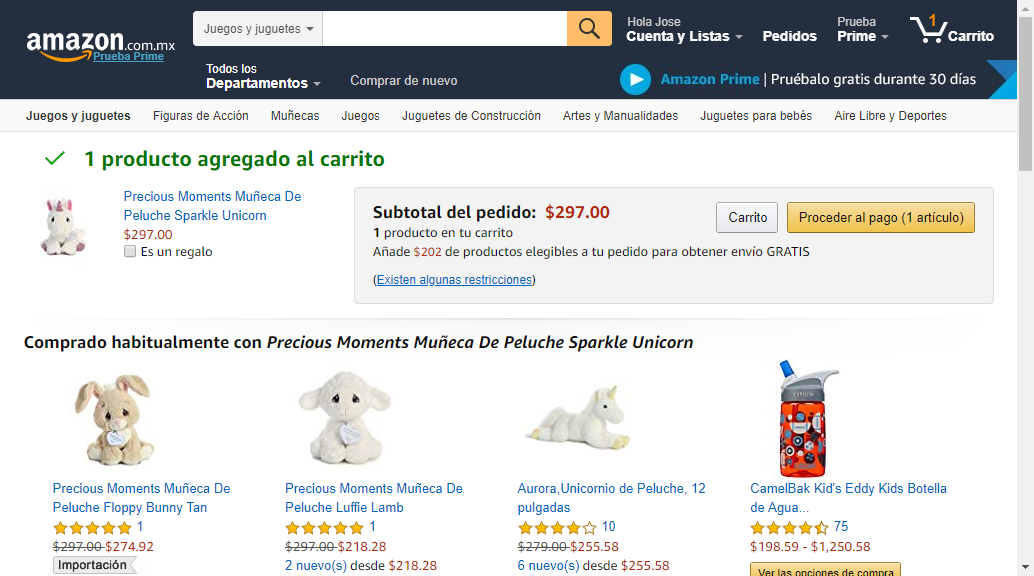 amazon.com.mx
Prueba Prime
Juegos y juguetes
Hola Jose
Cuenta y Listas
Pedidos
Prueba
Prime
1
Carrito
Todos los
Departamentos
Comprar de nuevo
Amazon Prime | Pruébalo gratis durante 30 días
Juegos y juguetes Figuras de Acción Muñecas Juegos Juguetes de Construcción Artes y Manualidades Juguetes para bebés Aire Libre y Deportes
1 producto agregado al carrito
Precious Moments Muñeca De
Peluche Sparkle Unicorn
$297.00
Es un regalo
Subtotal del pedido: $297.00
1 producto en tu carrito
Añade $202 de productos elegibles a tu pedido para obtener envío GRATIS
(Existen algunas restricciones)
Carrito
Proceder al pago (1 artículo)
Comprado habitualmente con Precious Moments Muñeca De Peluche Sparkle Unicorn
Precious Moments Muñeca De
Peluche Floppy Bunny Tan
1
$297.00 $274.92
Importación
Precious Moments Muñeca De
Peluche Luffie Lamb
1
$297.00 $218.28
2 nuevo(s) desde $218.28
Aurora,Unicornio de Peluche, 12
pulgadas
10
$279.00 $255.58
6 nuevo(s) desde $255.58
CamelBak Kid's Eddy Kids Botella
de Agua...
75
$198.59 - $1,250.58
Ver las opciones de compra